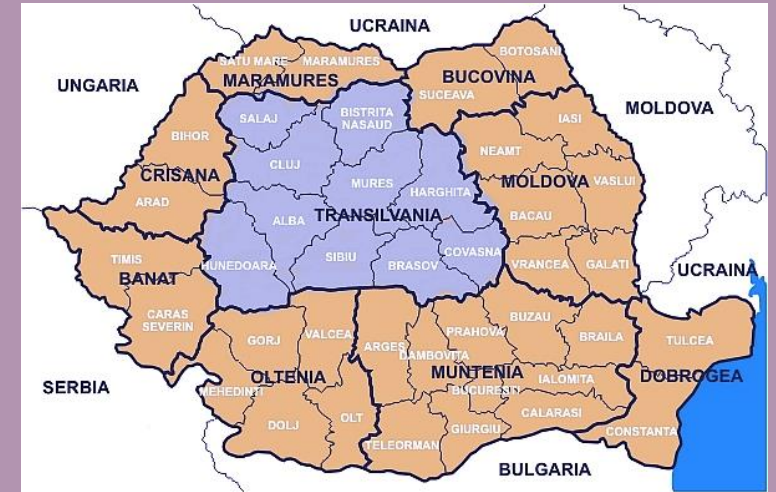 UCRAINA
BOTOSANI
SATU MARE
MARAMURES
MARAMURES
BUCOVINA
UNGARIA
SUCEAVA
MOLDOVA
SALAJ
BISTRITA
NASAUD
IASI
BIHOR
NEAMT
CLUJ
CRISANA
MURES
HARGHITA
MOLDOVA
VASLUI
ARAD
ALBA
TRANSILVANIA
BACAU
TIMIS
HUNEDOARA
SIBIU
BRASOV
COVASNA
VRANCEA
GALATI
UCRAINA
BANAT
CARAS
SEVERIN
GORJ
VALCEA
ARGES
PRAHOVA
BUZAU
BRAILA
TULCEA
DAMBOVITA
SERBIA
MEHEDINTI
OLTENIA
MUNTENIA
IALOMITA
DOBROGEA
BUCURESTI
DOLJ
OLT
CALARASI
TELEORMAN
GIURGIU
CONSTANTA
BULGARIA